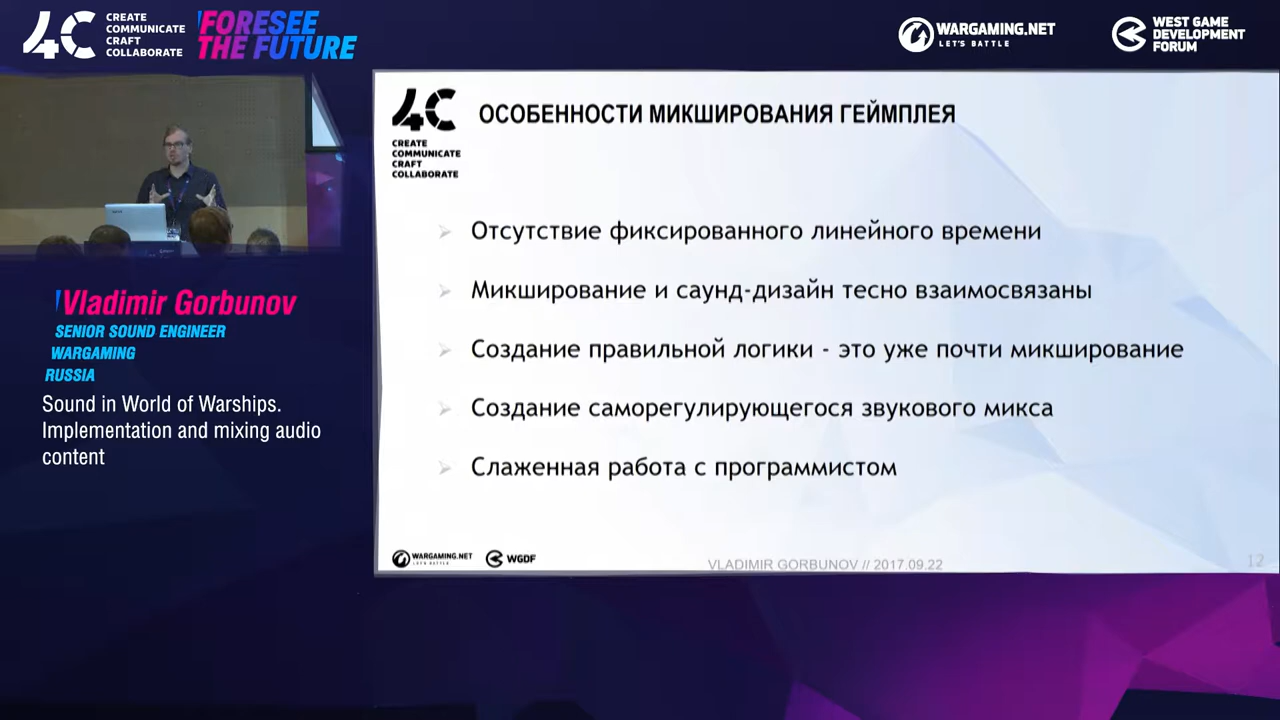 4C
CREATE
COMMUNICATE
CRAFT
COLLABORATE
FORESEE
THE FUTURE
WARGAMING.NET
LET'S BATTLE
WEST GAME
DEVELOPMENT
FORUM
4C
CREATE
COMMUNICATE
CRAFT
COLLABORATE
ОСОБЕННОСТИ МИКШИРОВАНИЯ ГЕЙМПЛЕЯ
Отсутствие фиксированного линейного времени
Микширование и саунд-дизайн тесно взаимосвязаны
Создание правильной логики - это уже почти микширование
Создание саморегулирующегося звукового микса
Слаженная работа с программистом
WARGAMING.NET
LET'S BATTLE
WGDF
VLADIMIR GORBUNOV // 2017.09.22
12
Vladimir Gorbunov
SENIOR SOUND ENGINEER
WARGAMING
RUSSIA
Sound in World of Warships.
Implementation and mixing audio
content